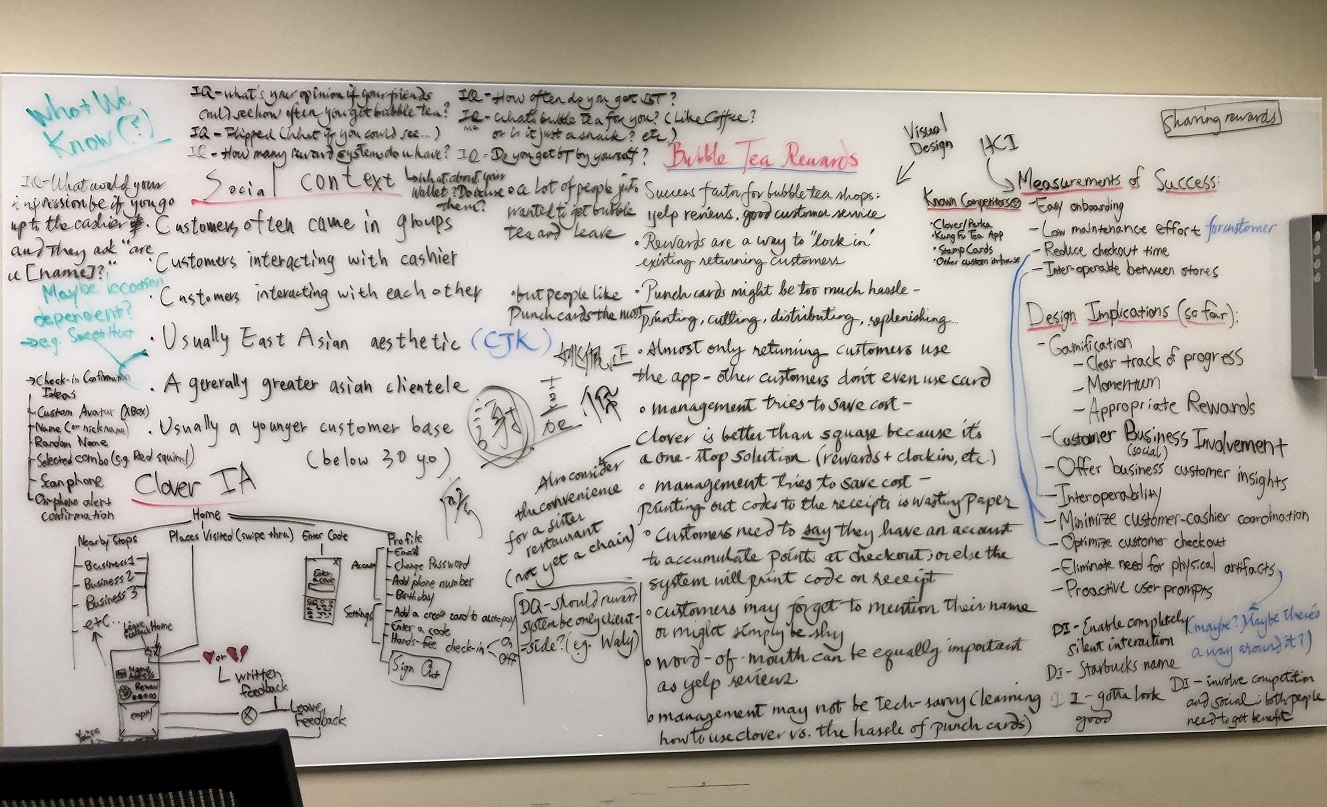 What We
Know(?)
IQ-what's your opinion if your friends
could see how often you get bubble tea?
IQ-Flipped (what if you could see...)
IQ-How many reward systems do u have?
What about your
wallet? Do u use
them?
IQ-How often do you get BT?
IQ-What's bubble tea for you? (Like Coffee?
or is it just a snack? etc.)
IQ-Do you get BT by yourself?
IQ-What would your
impression be if you go
up to the cashier
and they ask "are
u [name]?"
Maybe location
dependent?
→e.g. Sweet Hut
Social context
• Customers often came in groups
• Customers interacting with cashier
• Customers interacting with each other
• Usually East Asian aesthetic (CJK)
• A generally greater asian clientele
• Usually a younger customer base
(below 30 yo)
• a lot of people just
wanted to get bubble
tea and leave
• but people like
Punch cards the most
→Check-in Confirmation
Ideas
Custom Avatar (XBox)
Name (or nickname)
Random Name
Selected combo (e.g. Red squirrel)
Scan phone
On-phone alert
confirmation
Clover IA
Home
Nearby Stops
Business 1
Business 2
Business 3
etc...
Places Visited (swipe thru)
Enter Code
Enter
a code
Profile
Account
Email
Change Password
Add phone number
Birthday
Settings
Add a credit card to autopay
Enter a code
Hands-free check-in
On
Off
Sign Out
Name
Address
Reward
empty
♥ or
written
feedback
Leave
Feedback
Bubble Tea Rewards
Success factor for bubble tea shops:
yelp reviews, good customer service
• Rewards are a way to "lock in"
existing returning customers
• Punch cards might be too much hassle -
printing, cutting, distributing, replenishing...
• Almost only returning customers use
the app - other customers don't even use card
• management tries to save cost -
clover is better than square because it's
a one-stop solution (rewards + clockin, etc.)
• management tries to save cost -
printing out codes to the receipts is wasting paper
• Customers need to say they have an account
to accumulate points at checkout; or else the
system will print code on receipt
• customers may forget to mention their name
or might simply be shy
• word-of-mouth can be equally important
as yelp reviews
• management may not be tech-savvy (learning
how to use clover vs. the hassle of punch cards)
Also consider
the convenience
for a sister
restaurant
(not yet a chain)
DQ-should reward
system be only client-
-side? (e.g. Waly)
Visual
Design
HCI
Known Competitors
• Clover/Perka
• Kung Fu Tea App
• Stamp Cards
• Other custom in-house
Sharing rewards
Measurements of Success:
-Easy onboarding
-Low maintenance effort for customer
-Reduce checkout time
-Inter-operable between stores
Design Implications (so far):
-Gamification
-Clear track of progress
-Momentum
-Appropriate Rewards
-Customer Business Involvement
(social)
-Offer business customer insights
-Interoperability
-Minimize customer-cashier coordination
-Optimize customer checkout
-Eliminate need for physical artifacts
-Proactive user prompts
DI-Enable completely
silent interaction
(maybe?) Maybe there's
a way around it?)
DI-Starbucks name
I-gotta look
good
DI-involve competition
and social; both people
need to get benefit